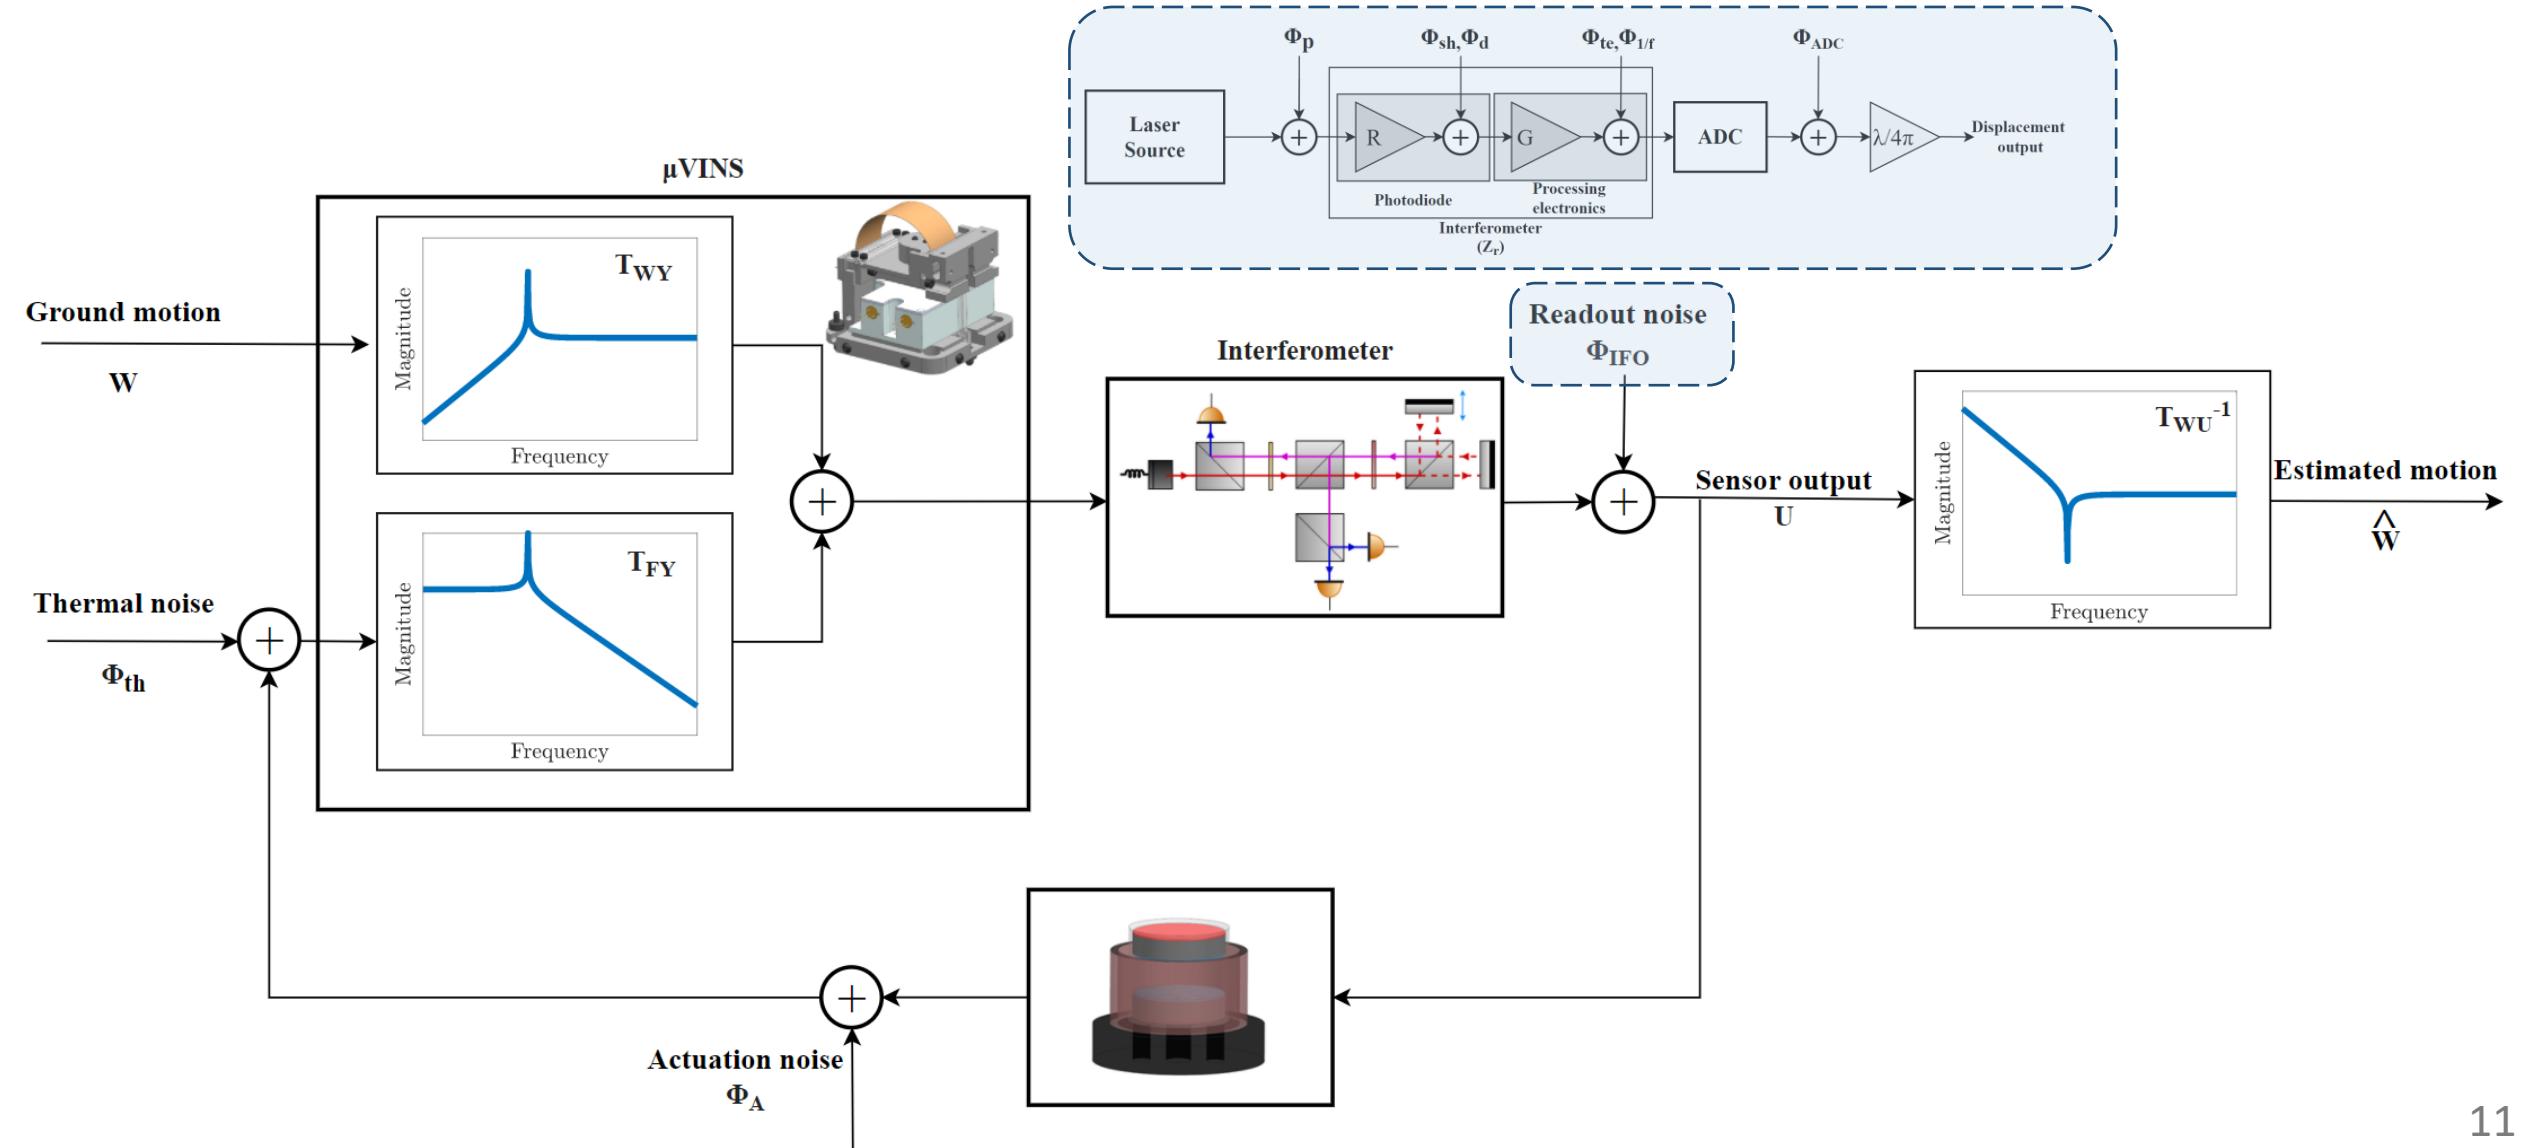 Φp
Φsh,Φd
Φte,Φ1/f
ΦADC
Laser
Source
+
R
+
G
+
ADC
+
λ/4π
Displacement
output
Photodiode
Processing
electronics
Interferometer
(Zr)
μVINS
TWY
Magnitude
Frequency
Ground motion
W
Readout noise
ΦIFO
Interferometer
TWU-1
Magnitude
Frequency
+
+
Sensor output
U
Estimated motion
Ŵ
TFY
Magnitude
Frequency
Thermal noise
Φth
+
+
Actuation noise
ΦA
11